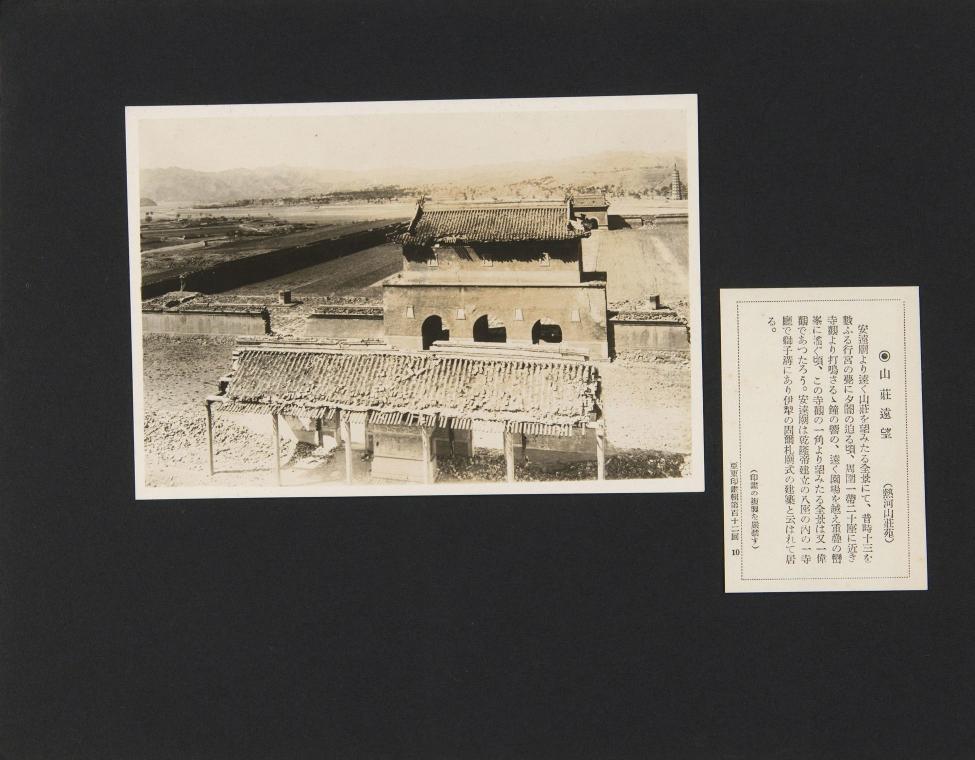 ◉山莊遠望
(熱河山莊苑)
安遠廟より遠く山莊を望みたる全景にて、昔時十三を
數ふる行宮の甍に夕闇の迫る頃、周圍一帶二十座に近き
寺觀より打鳴さるゝ鐘の響の、遠く園場を越え重疊の巒
峯に漾ぐ頃、この寺觀の一角より望みたる全景は又一偉
觀であつたらう。安遠廟は乾隆帝建立の八座の內の一寺
廳で獅子溝にあり伊犂の固爾札廟式の建築と云はれて居
る。
(印畫の複製を嚴禁す)
亞東印畫輯第百十二回 10